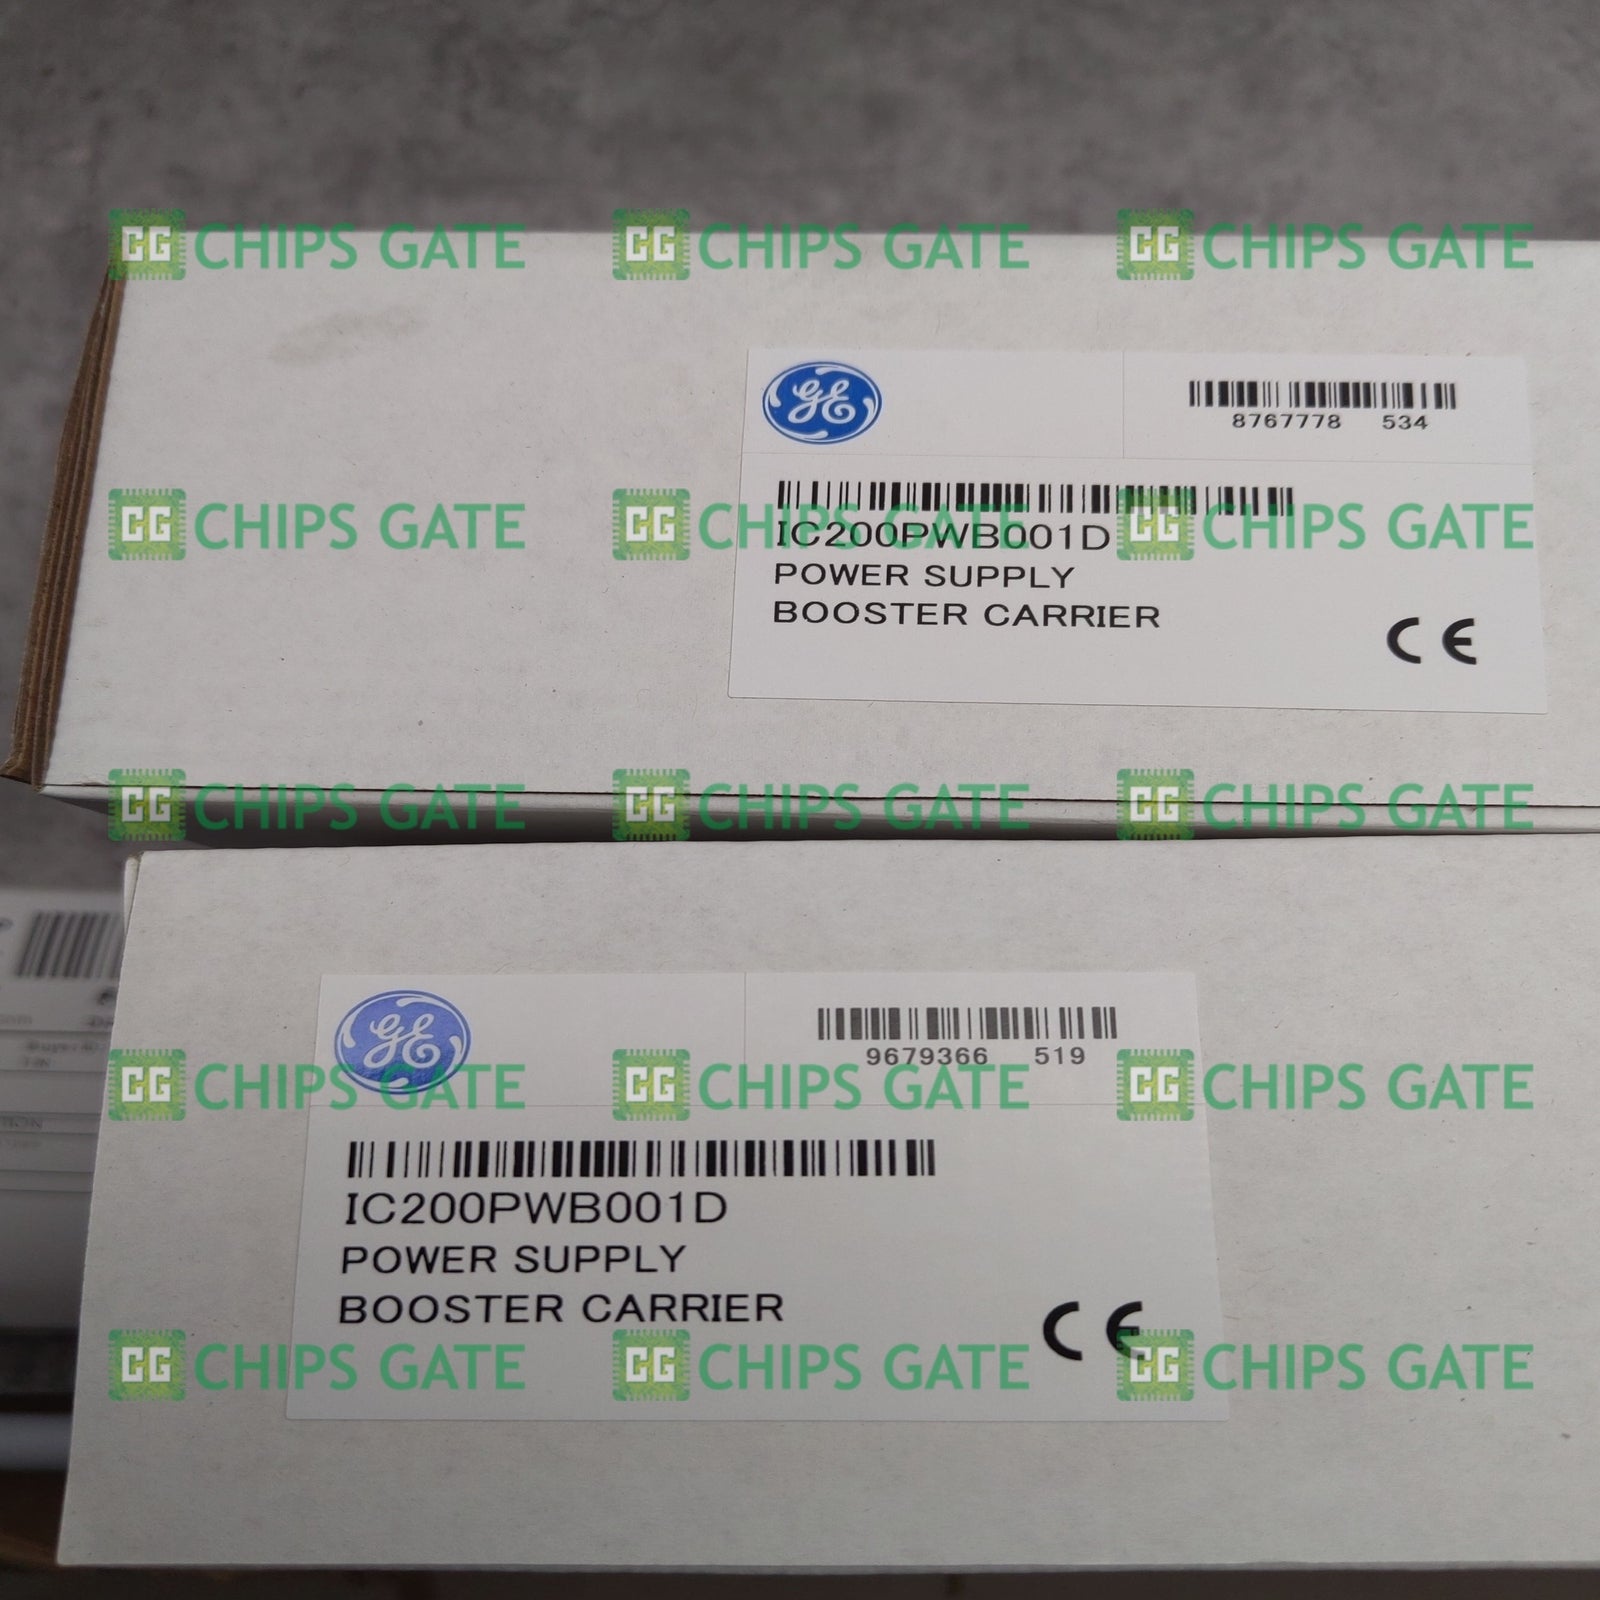 CG CHIPS GATE CG CHIPS GATE CG CHIPS GATE
GE
8767778 534
CG CHIPS GATE CG CHIPS GATE CG CHIPS GATE
IC200PWB001D
POWER SUPPLY
BOOSTER CARRIER
CE
CG CHIPS GATE CG CHIPS GATE CG CHIPS GATE
GE
9679366 519
CG CHIPS GATE CG CHIPS GATE CG CHIPS GATE
IC200PWB001D
POWER SUPPLY
BOOSTER CARRIER
CE
CG CHIPS GATE CG CHIPS GATE CG CHIPS GATE